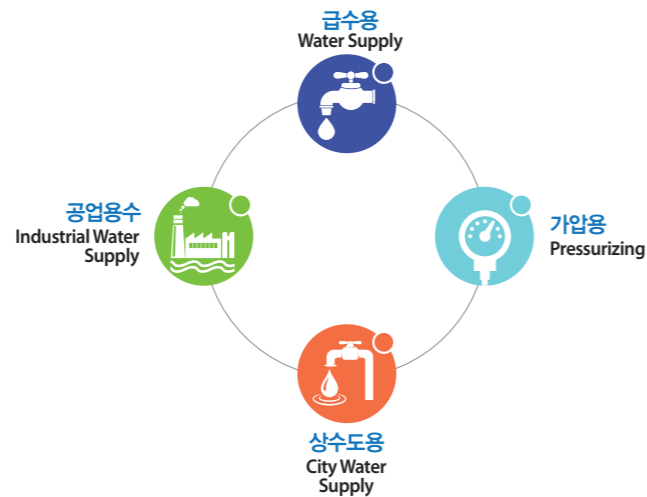 급수용
Water Supply
공업용수
Industrial Water
Supply
가압용
Pressurizing
상수도용
City Water
Supply